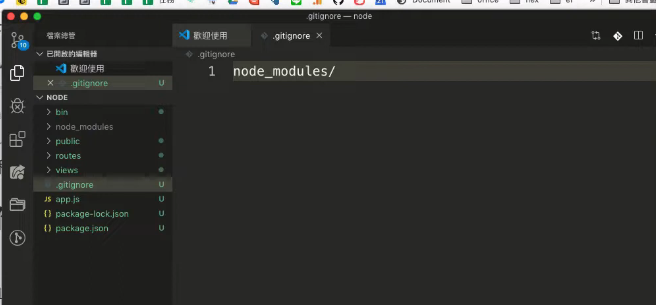 Document
.gitignore — node
檔案總管
歡迎使用
.gitignore
已開啟的編輯器
.gitignore
歡迎使用
1 node_modules/
.gitignore U
NODE
bin
node_modules
public
routes
views
.gitignore U
JS app.js U
{} package-lock.json U
{} package.json U
10